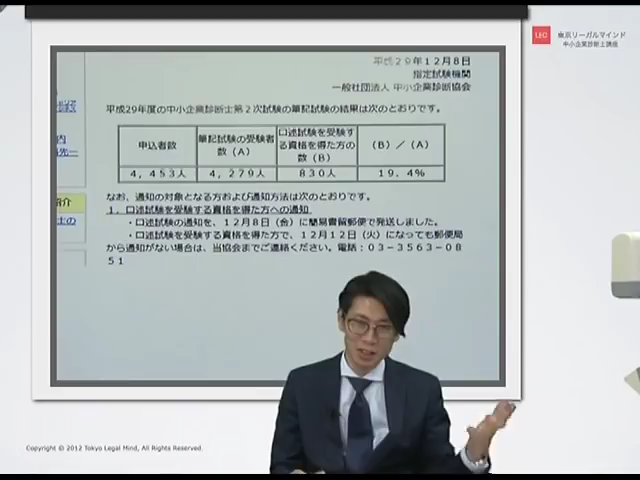 LEC 東京リーガルマインド
中小企業診断士講座
平成29年12月8日
指定試験機関
一般社団法人 中小企業診断協会
平成29年度の中小企業診断士第2次試験の筆記試験の結果は次のとおりです。
申込者数 筆記試験の受験者数(A) 口述試験を受験する資格を得た方の数(B) (B)/(A)
4,453人 4,279人 830人 19.4%
なお、通知の対象となる方および通知方法は次のとおりです。
1.口述試験を受験する資格を得た方への通知
・口述試験の通知を、12月8日(金)に簡易書留郵便で発送しました。
・口述試験を受験する資格を得た方で、12月12日(火)になっても郵便局
から通知がない場合は、当協会までご連絡ください。電話:03-3563-08
51
紹介
士の
Copyright © 2012 Tokyo Legal Mind, All Rights Reserved.